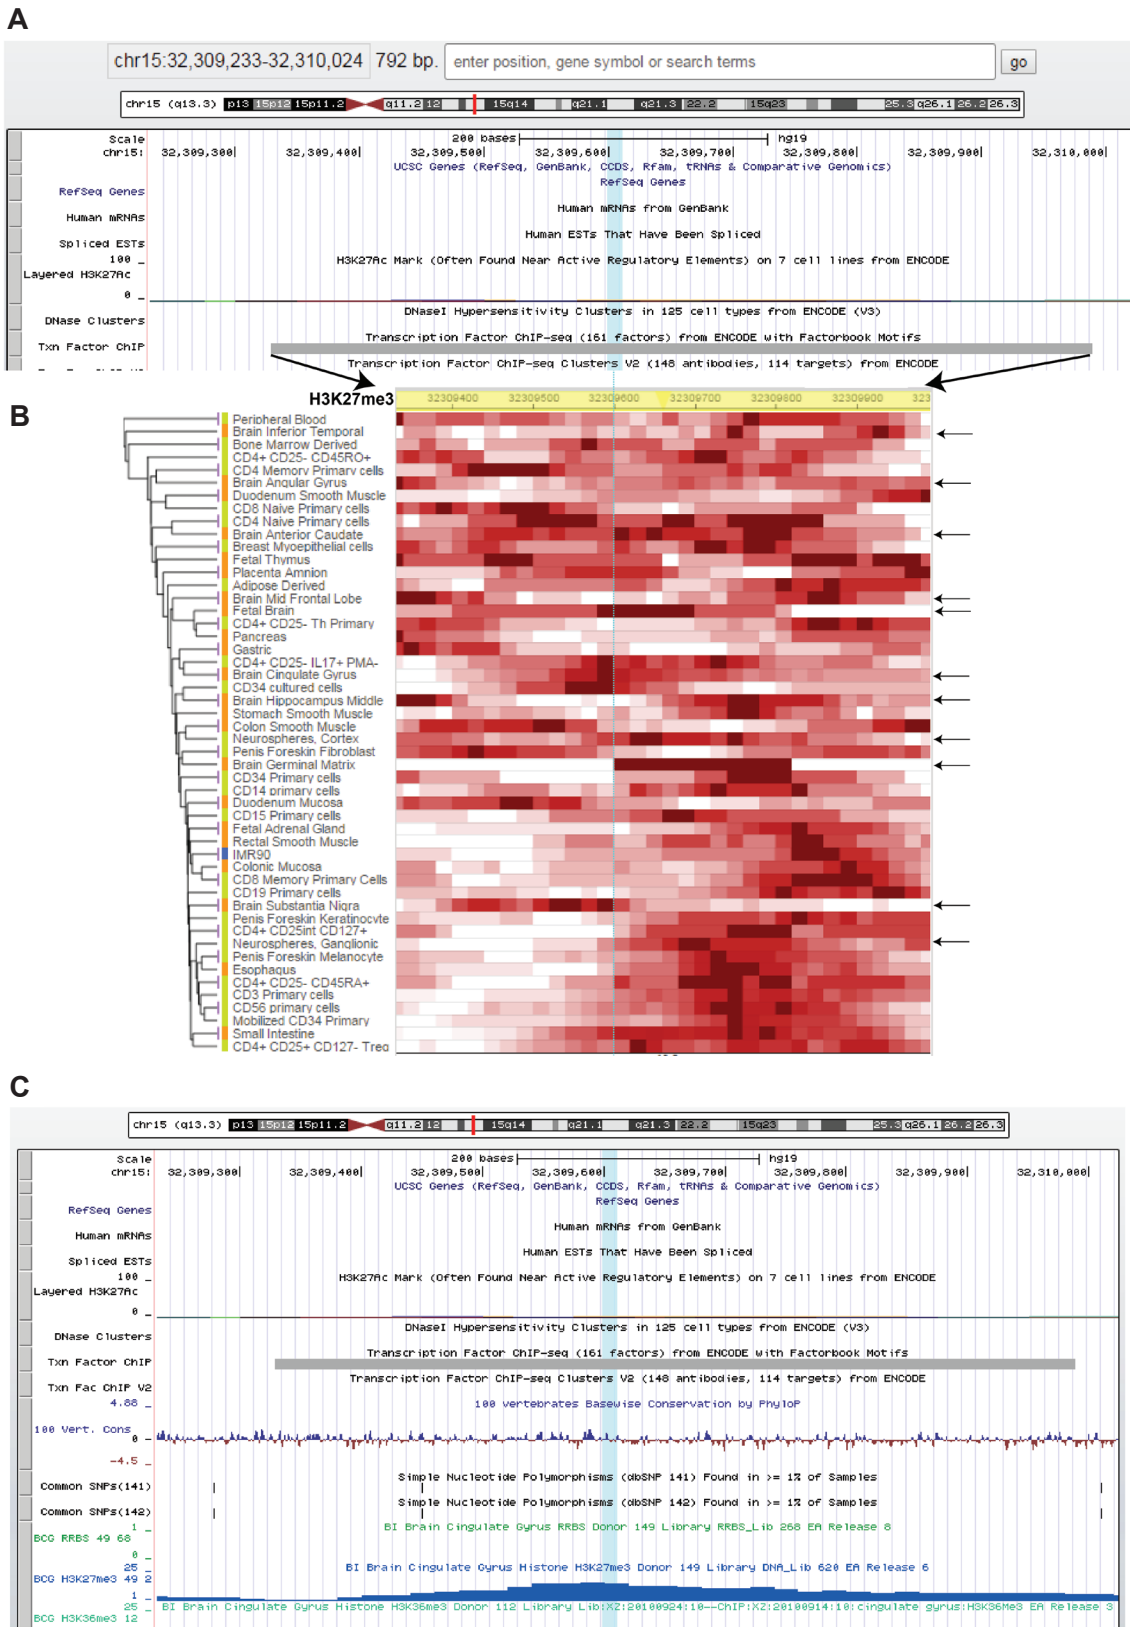 A
chr15:32,309,233-32,310,024 792 bp. enter position, gene symbol or search terms go
chr15 (q13.3) p13 15p12 15p11.2 q11.2 12 15q14 q21.1 q21.3 22.2 15q23 25.3 q26.1 26.2 26.3
Scale 200 bases hg19
chr15: 32,309,300 32,309,400 32,309,500 32,309,600 32,309,700 32,309,800 32,309,900 32,310,000
UCSC Genes (RefSeq, GenBank, CCDS, Rfam, tRNAs & Comparative Genomics)
RefSeq Genes
RefSeq Genes
Human mRNAs from GenBank
Human mRNAs
Human ESTs That Have Been Spliced
Spliced ESTs
100 H3K27Ac Mark (Often Found Near Active Regulatory Elements) on 7 cell lines from ENCODE
Layered H3K27Ac
0
DNaseI Hypersensitivity Clusters in 125 cell types from ENCODE (V3)
DNase Clusters
Transcription Factor ChIP-seq (161 factors) from ENCODE with Factorbook Motifs
Txn Factor ChIP
Transcription Factor ChIP-seq Clusters V2 (148 antibodies, 114 targets) from ENCODE
B
H3K27me3 32309400 32309500 32309600 32309700 32309800 32309900 323
Peripheral Blood
Brain Inferior Temporal
Bone Marrow Derived
CD4+ CD25- CD45RO+
CD4 Memory Primary cells
Brain Angular Gyrus
Duodenum Smooth Muscle
CD8 Naive Primary cells
CD4 Naive Primary cells
Brain Anterior Caudate
Breast Myoepithelial cells
Fetal Thymus
Placenta Amnion
Adipose Derived
Brain Mid Frontal Lobe
Fetal Brain
CD4+ CD25- Th Primary
Pancreas
Gastric
CD4+ CD25- IL17+ PMA-
Brain Cingulate Gyrus
CD34 cultured cells
Brain Hippocampus Middle
Stomach Smooth Muscle
Colon Smooth Muscle
Neurospheres, Cortex
Penis Foreskin Fibroblast
Brain Germinal Matrix
CD34 Primary cells
CD14 primary cells
Duodenum Mucosa
CD15 Primary cells
Fetal Adrenal Gland
Rectal Smooth Muscle
IMR90
Colonic Mucosa
CD8 Memory Primary Cells
CD19 Primary cells
Brain Substantia Nigra
Penis Foreskin Keratinocyte
CD4+ CD25int CD127+
Neurospheres, Ganglionic
Penis Foreskin Melanocyte
Esophagus
CD4+ CD25- CD45RA+
CD3 Primary cells
CD56 primary cells
Mobilized CD34 Primary
Small Intestine
CD4+ CD25+ CD127- Treg
C
chr15 (q13.3) p13 15p12 15p11.2 q11.2 12 15q14 q21.1 q21.3 22.2 15q23 25.3 q26.1 26.2 26.3
Scale 200 bases hg19
chr15: 32,309,300 32,309,400 32,309,500 32,309,600 32,309,700 32,309,800 32,309,900 32,310,000
UCSC Genes (RefSeq, GenBank, CCDS, Rfam, tRNAs & Comparative Genomics)
RefSeq Genes
RefSeq Genes
Human mRNAs from GenBank
Human mRNAs
Human ESTs That Have Been Spliced
Spliced ESTs
100 H3K27Ac Mark (Often Found Near Active Regulatory Elements) on 7 cell lines from ENCODE
Layered H3K27Ac
0
DNaseI Hypersensitivity Clusters in 125 cell types from ENCODE (V3)
DNase Clusters
Transcription Factor ChIP-seq (161 factors) from ENCODE with Factorbook Motifs
Txn Factor ChIP
Transcription Factor ChIP-seq Clusters V2 (148 antibodies, 114 targets) from ENCODE
Txn Fac ChIP V2
4.88 100 vertebrates Basewise Conservation by PhyloP
100 Vert. Cons
0
-4.5
Simple Nucleotide Polymorphisms (dbSNP 141) Found in >= 1% of Samples
Common SNPs(141)
Simple Nucleotide Polymorphisms (dbSNP 142) Found in >= 1% of Samples
Common SNPs(142)
1 BI Brain Cingulate Gyrus RRBS Donor 149 Library RRBS_Lib 268 EA Release 8
BCG RRBS 49 68
0
25 BI Brain Cingulate Gyrus Histone H3K27me3 Donor 149 Library DNA_Lib 620 EA Release 6
BCG H3K27me3 49 2
1
25 BI Brain Cingulate Gyrus Histone H3K36me3 Donor 112 Library Lib:XZ:20100924:10--ChIP:XZ:20100914:10:cingulate gyrus:H3K36Me3 EA Release 3
BCG H3K36me3 12